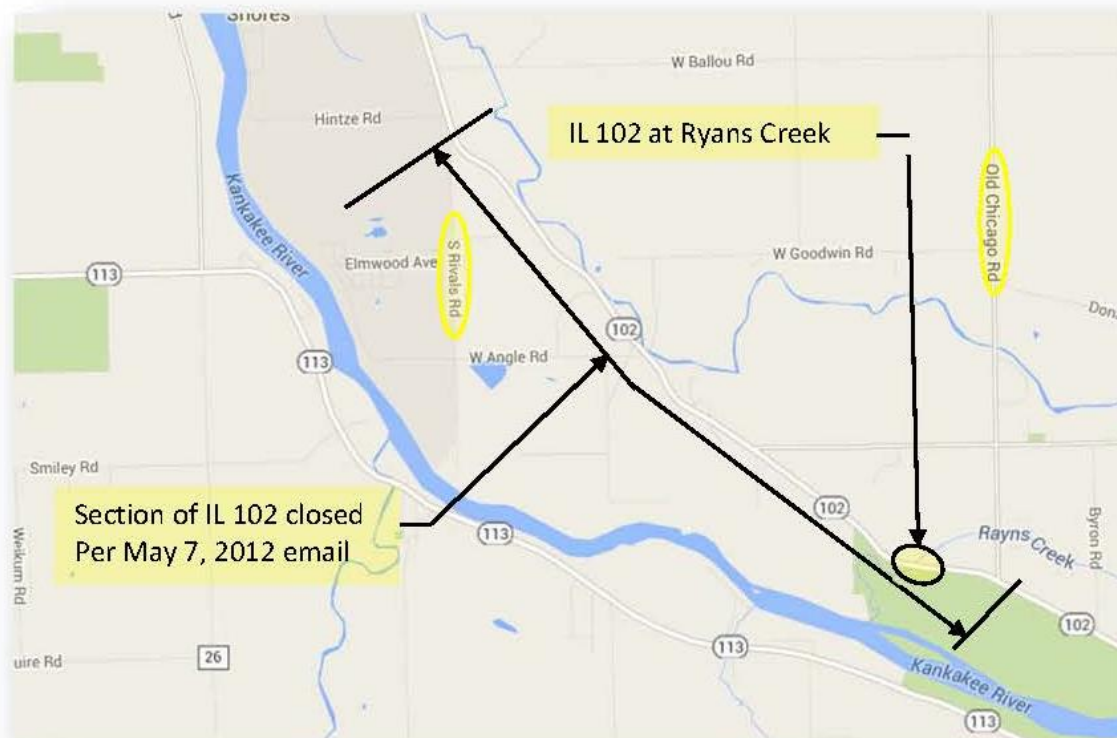 Shores
W Ballou Rd
Hintze Rd
IL 102 at Ryans Creek
Old Chicago Rd
Kankakee River
S Rivals Rd
Elmwood Ave
W Goodwin Rd
113
Don
102
113
W Angle Rd
Smiley Rd
Section of IL 102 closed
Per May 7, 2012 email
102
113
Rayns Creek
Byron Rd
Weikum Rd
102
uire Rd
26
113
Kankakee River
113